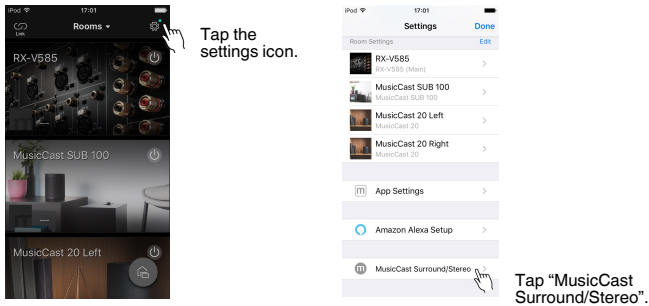 iPod 17:01
Link
Rooms
RX-V585
MusicCast SUB 100
MusicCast 20 Left
Tap the
settings icon.
iPod 17:01
Settings
Done
Room Settings
Edit
RX-V585
RX-V585 (Main)
MusicCast SUB 100
MusicCast SUB 100
MusicCast 20 Left
MusicCast 20
MusicCast 20 Right
MusicCast 20
m App Settings
Amazon Alexa Setup
m MusicCast Surround/Stereo
Tap “MusicCast
Surround/Stereo”.